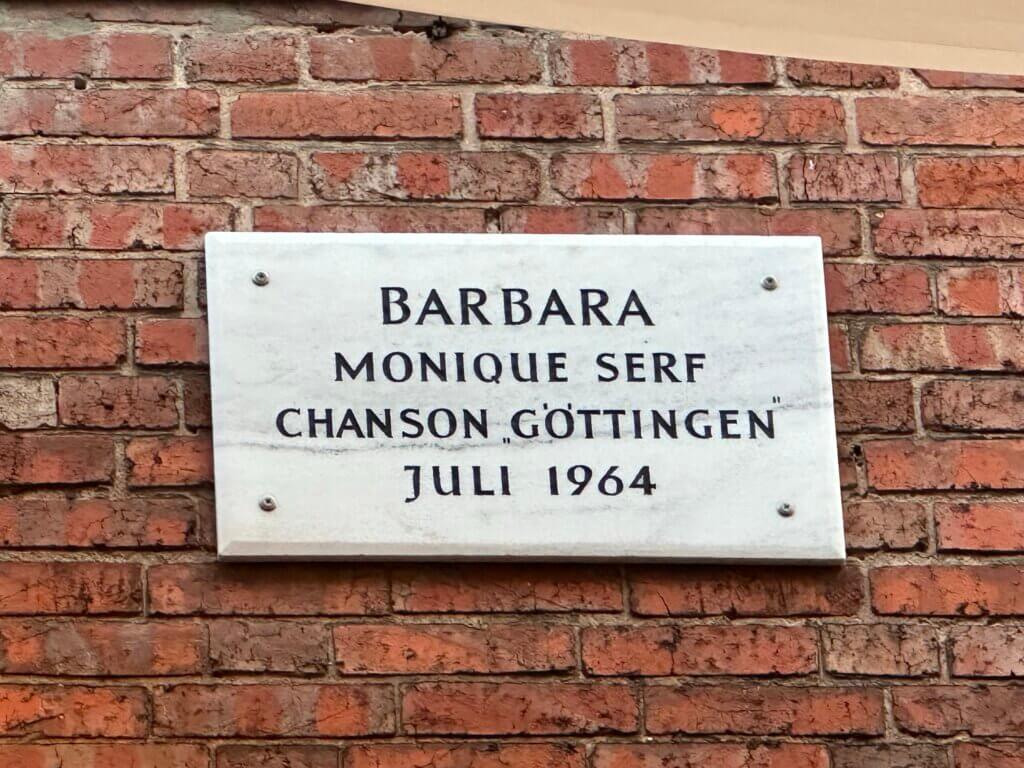 BARBARA
MONIQUE SERF
CHANSON „GÖTTINGEN"
JULI 1964